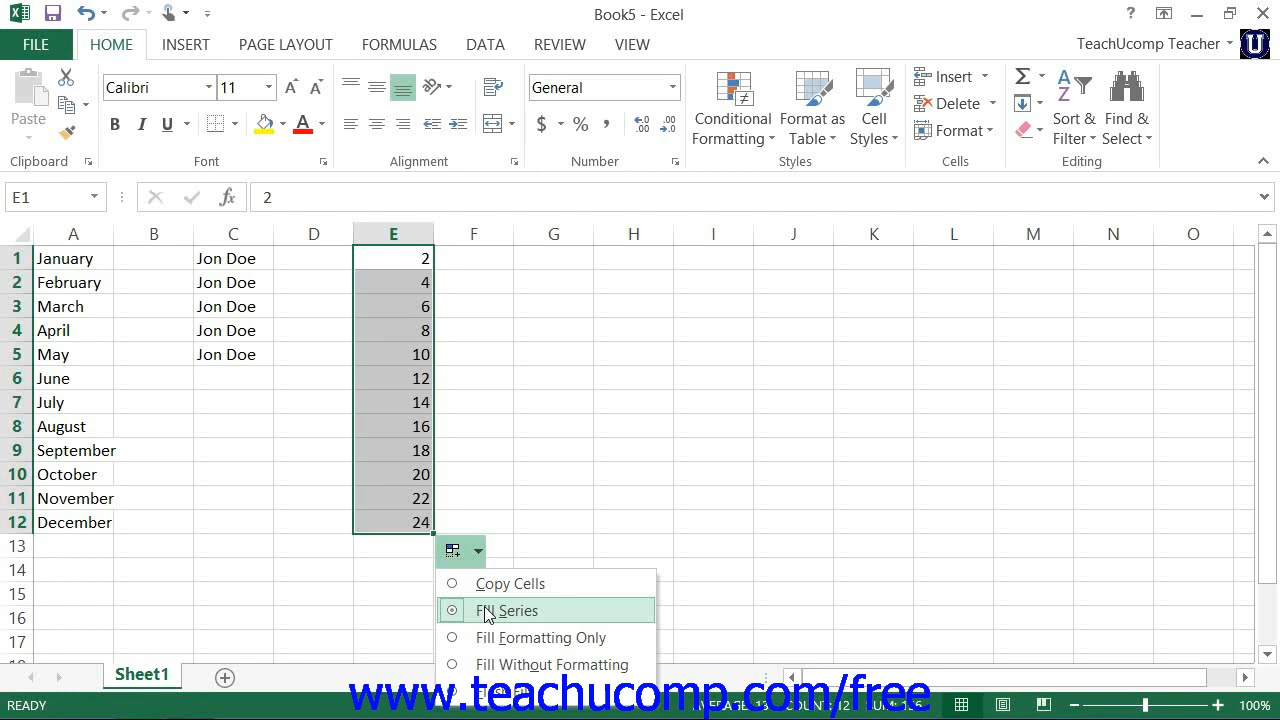 Book5 - Excel
FILE HOME INSERT PAGE LAYOUT FORMULAS DATA REVIEW VIEW TeachUcomp Teacher U
Paste
Clipboard
Calibri 11
B I U A
Font
Alignment
General
$ % ,
Number
Conditional Formatting
Format as Table
Cell Styles
Styles
Insert
Delete
Format
Cells
Sort & Filter
Find & Select
Editing
E1 fx 2
A B C D E F G H I J K L M N O
1 January Jon Doe 2
2 February Jon Doe 4
3 March Jon Doe 6
4 April Jon Doe 8
5 May Jon Doe 10
6 June 12
7 July 14
8 August 16
9 September 18
10 October 20
11 November 22
12 December 24
13
14
15
16
17
Copy Cells
Fill Series
Fill Formatting Only
Fill Without Formatting
Sheet1
www.teachucomp.com/free
READY 100%